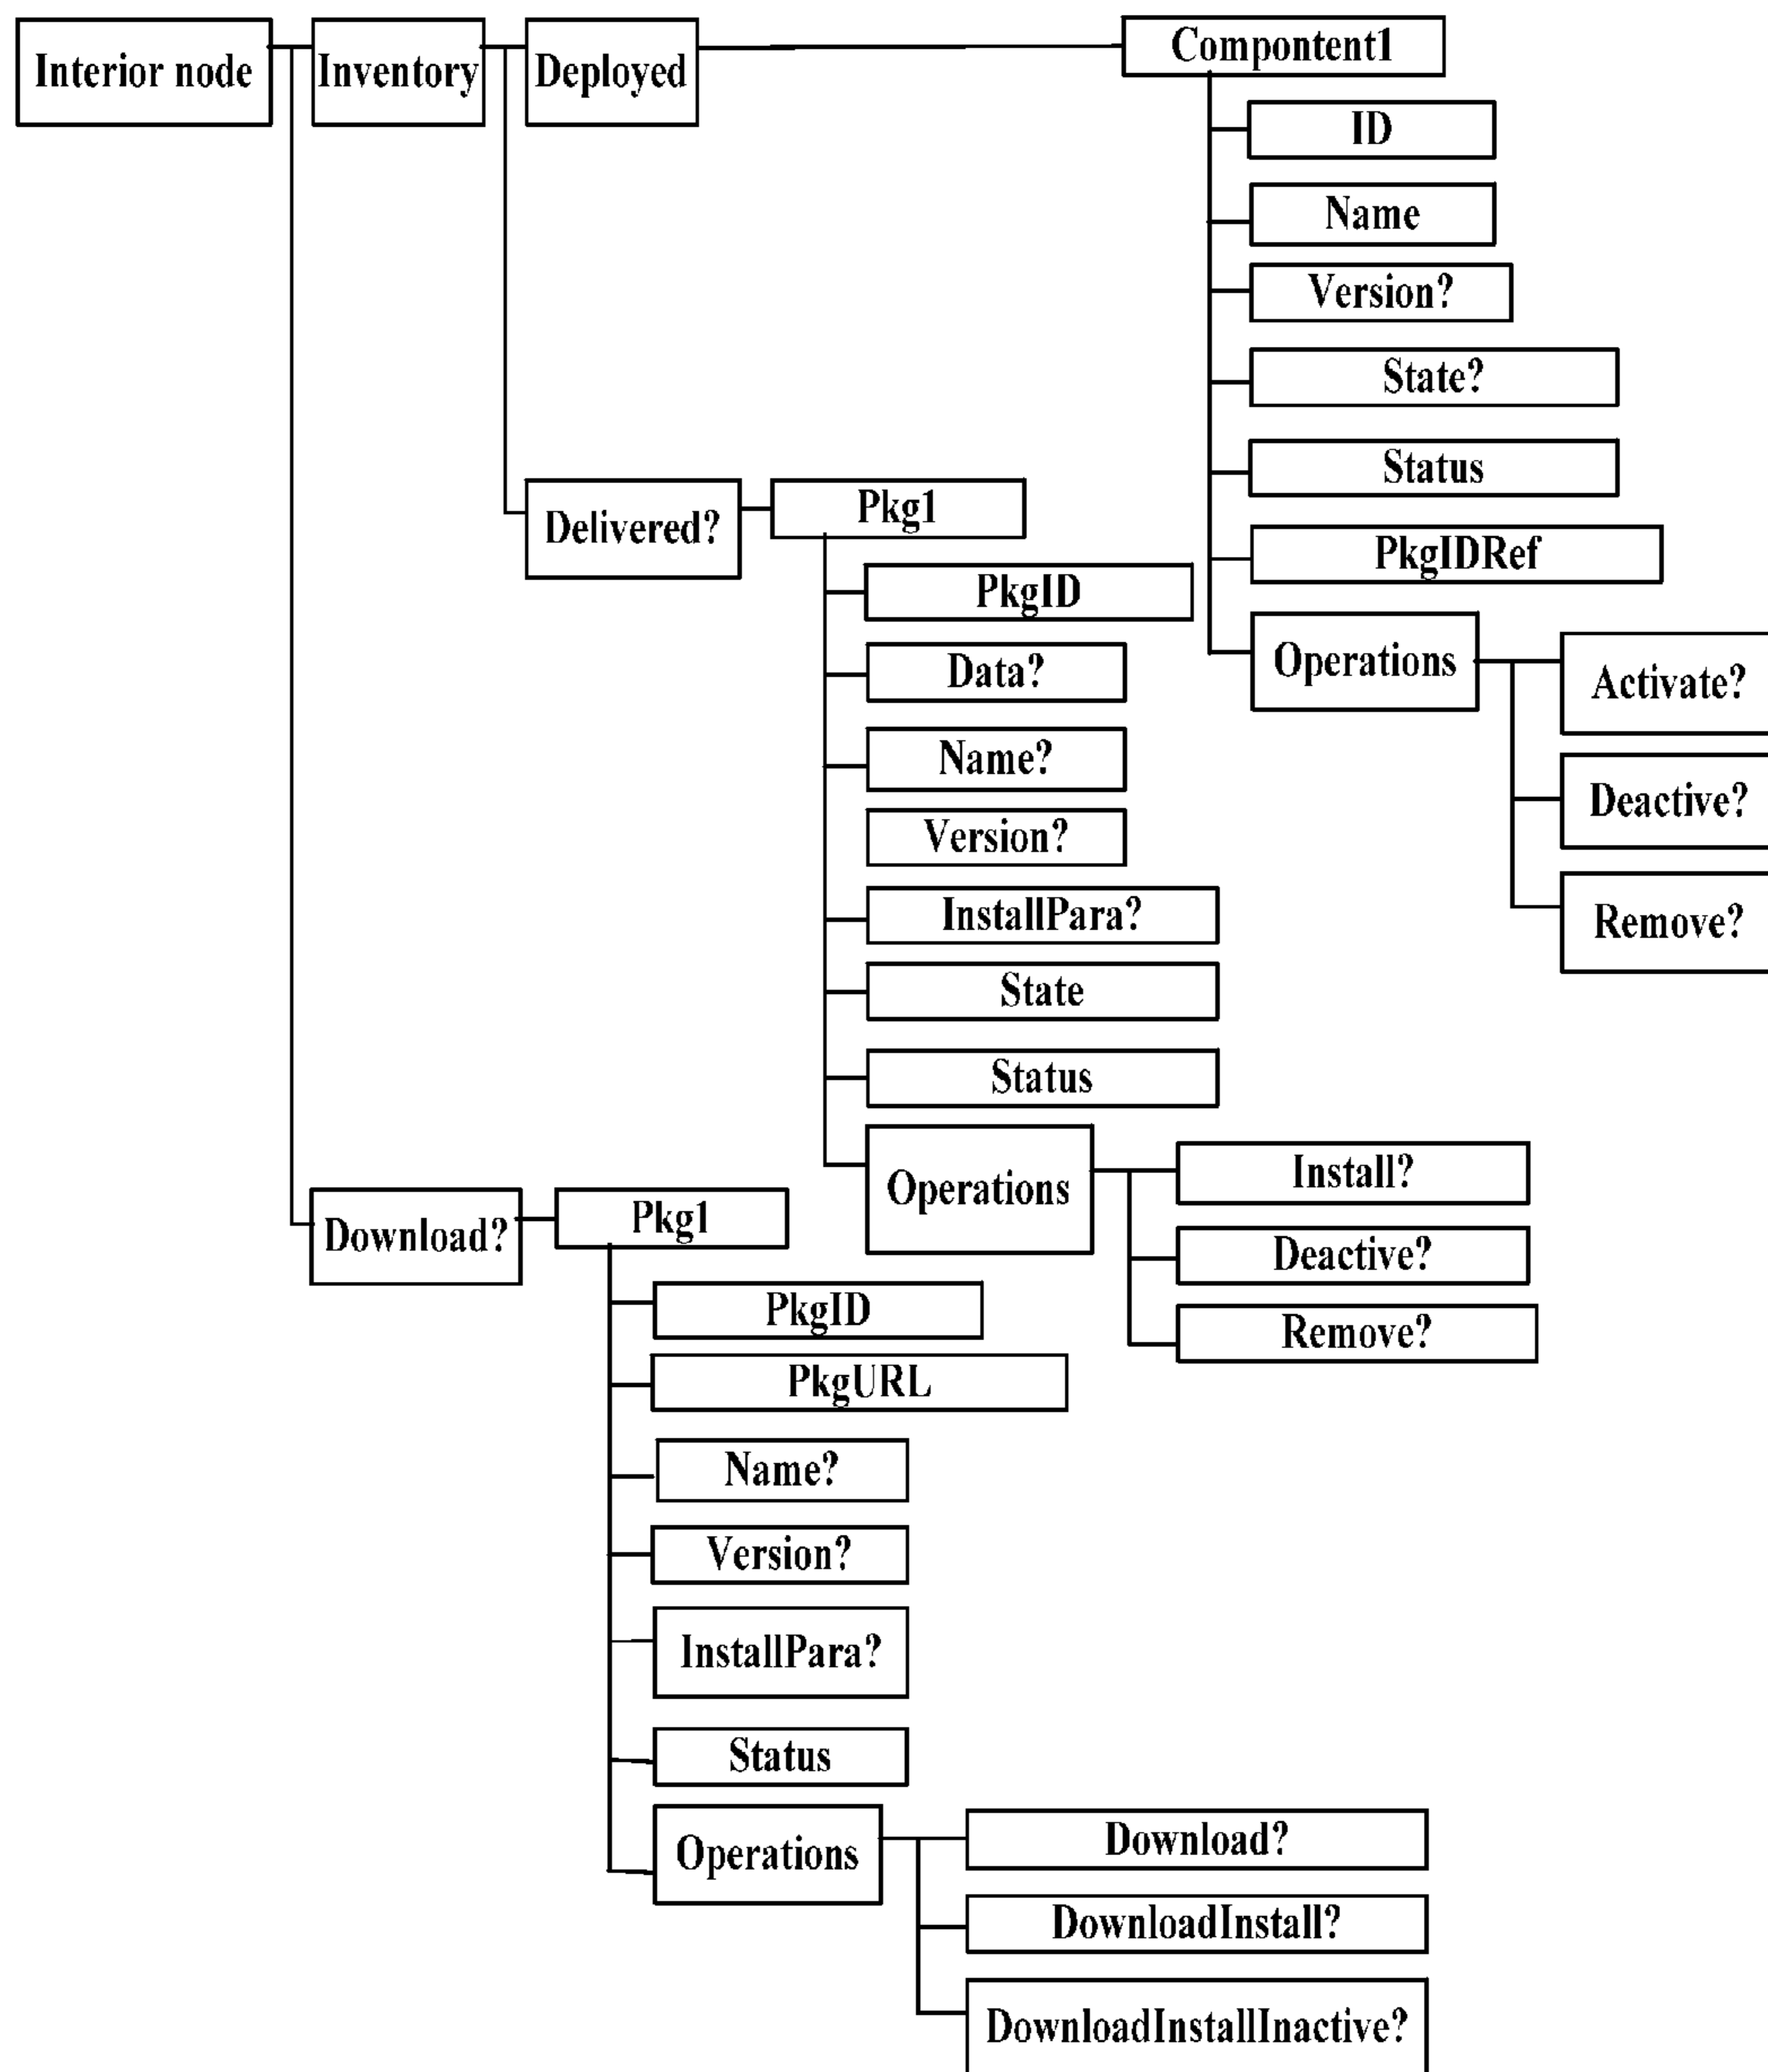 Interior node
Inventory
Deployed
Compontent1
ID
Name
Version?
State?
Status
PkgIDRef
Operations
Activate?
Deactive?
Remove?
Delivered?
Pkg1
PkgID
Data?
Name?
Version?
InstallPara?
State
Status
Operations
Install?
Deactive?
Remove?
Download?
Pkg1
PkgID
PkgURL
Name?
Version?
InstallPara?
Status
Operations
Download?
DownloadInstall?
DownloadInstallInactive?